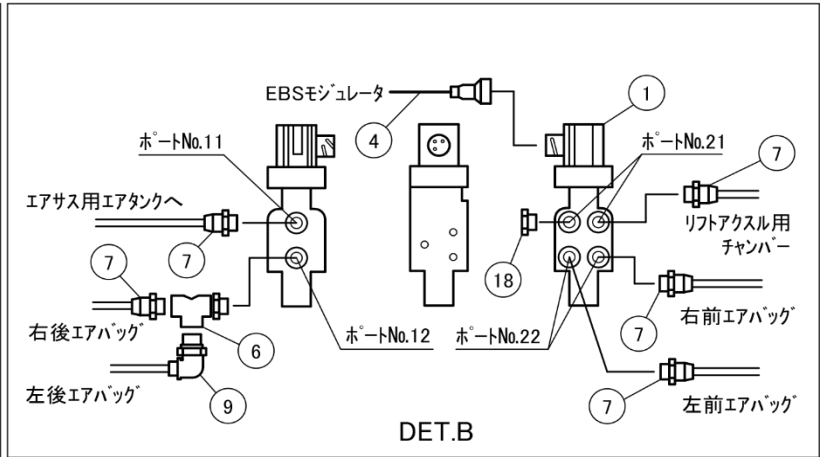 EBSモジュレータ
4
1
ポートNo.11
ポートNo.21
7
エアサス用エアタンクへ
7
リフトアクスル用
チャンバー
18
7
7
右前エアバッグ
右後エアバッグ
6
ポートNo.12
ポートNo.22
左後エアバッグ
9
7
左前エアバッグ
DET.B